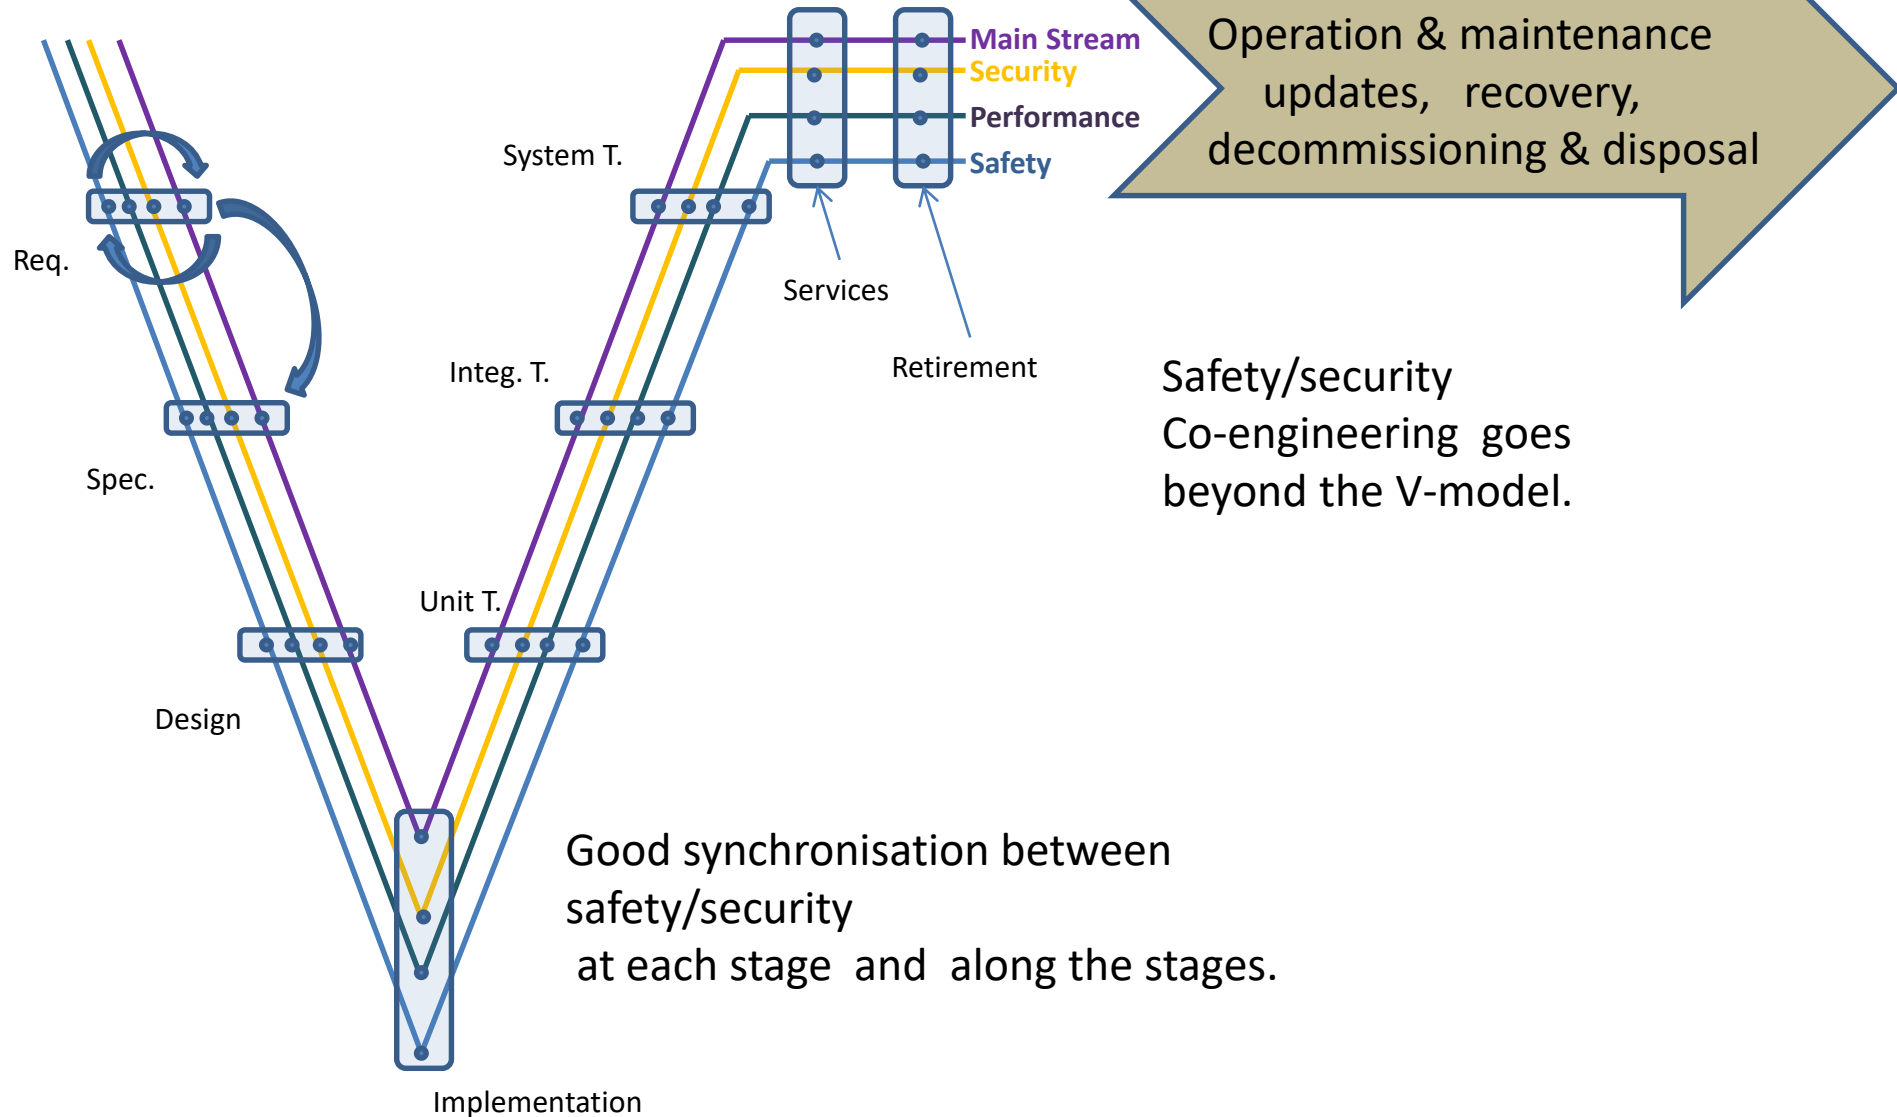 Main Stream
Security
Performance
Safety
Operation & maintenance
updates, recovery,
decommissioning & disposal
System T.
Req.
Services
Integ. T.
Retirement
Safety/security
Co-engineering goes
beyond the V-model.
Spec.
Unit T.
Design
Good synchronisation between
safety/security
at each stage and along the stages.
Implementation